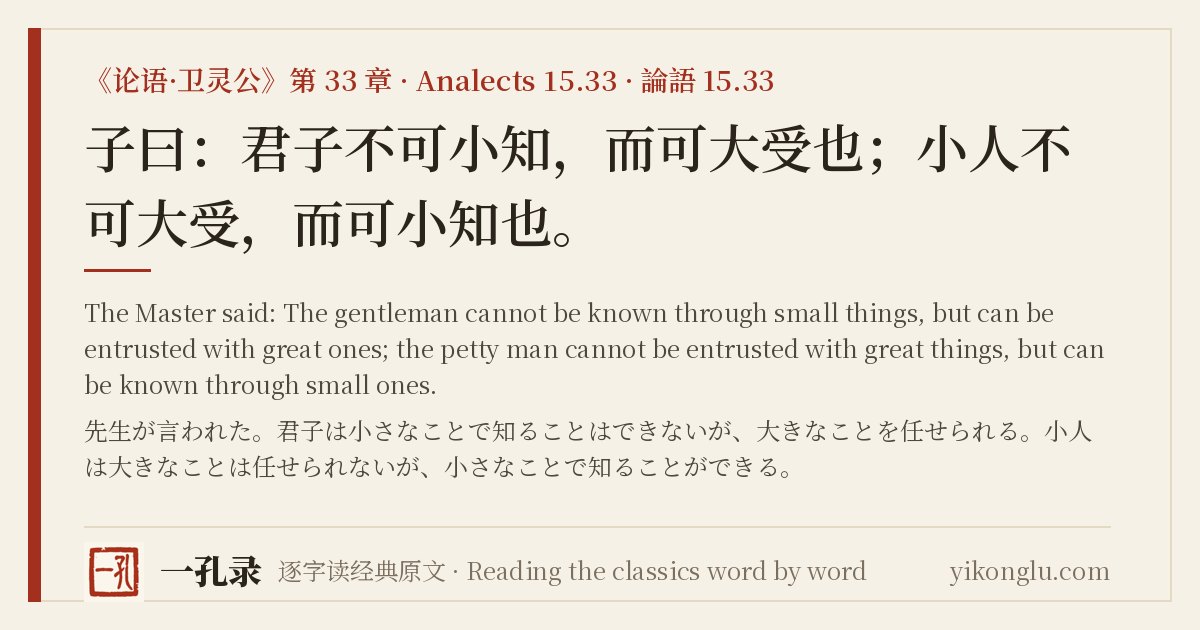 《论语·卫灵公》第 33 章 · Analects 15.33 · 論語 15.33
子曰：君子不可小知，而可大受也；小人不
可大受，而可小知也。
The Master said: The gentleman cannot be known through small things, but can be
entrusted with great ones; the petty man cannot be entrusted with great things, but can
be known through small ones.
先生が言われた。君子は小さなことで知ることはできないが、大きなことを任せられる。小人
は大きなことは任せられないが、小さなことで知ることができる。
一孔
一孔录 逐字读经典原文 · Reading the classics word by word yikonglu.com